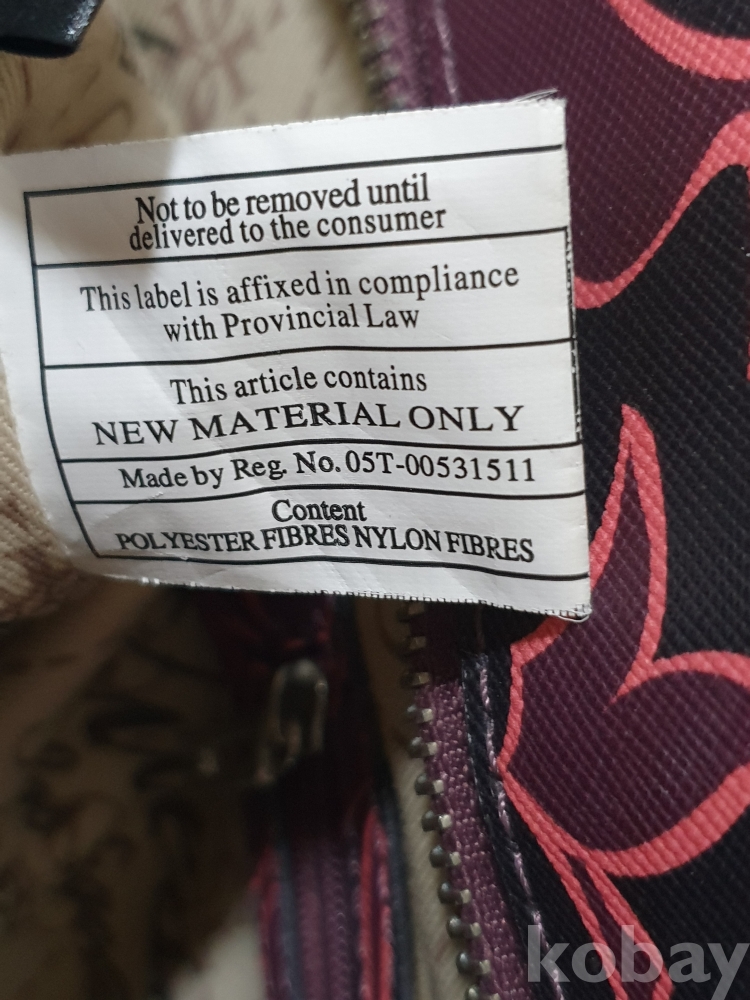 Not to be removed until
delivered to the consumer
This label is affixed in compliance
with Provincial Law
This article contains
NEW MATERIAL ONLY
Made by Reg. No. 05T-00531511
Content
POLYESTER FIBRES NYLON FIBRES
kobay